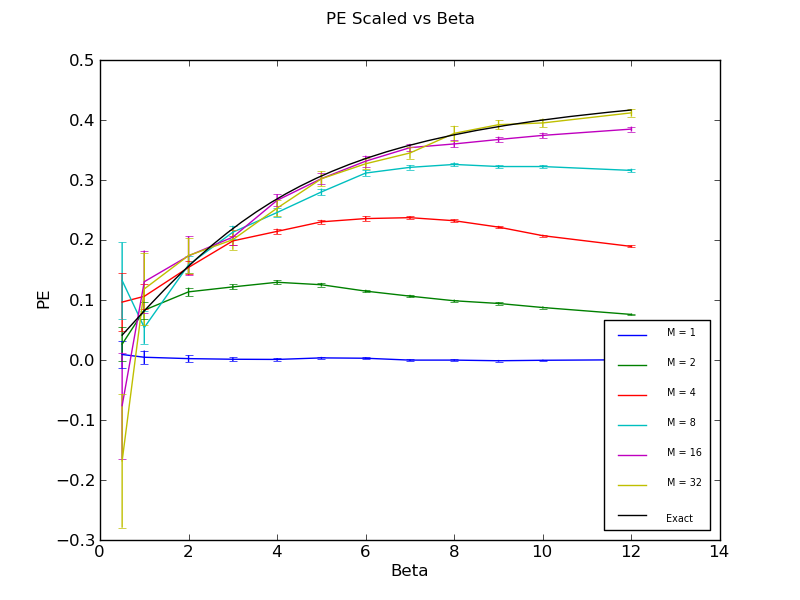 PE Scaled vs Beta
0.5
0.4
0.3
0.2
0.1
0.0
−0.1
−0.2
−0.3
PE
M = 1
M = 2
M = 4
M = 8
M = 16
M = 32
Exact
0 2 4 6 8 10 12 14
Beta